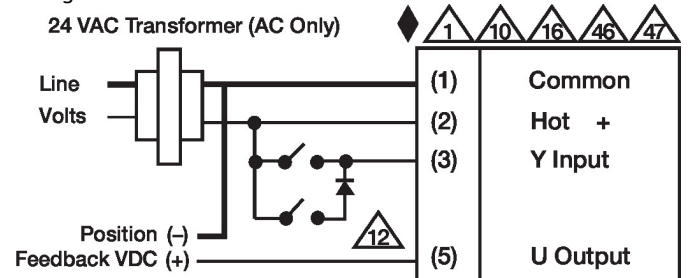 24 VAC Transformer (AC Only)
1 10 16 46 47
Line
Volts
(1) Common
(2) Hot +
(3) Y Input
12
Position (–)
Feedback VDC (+)
(5) U Output